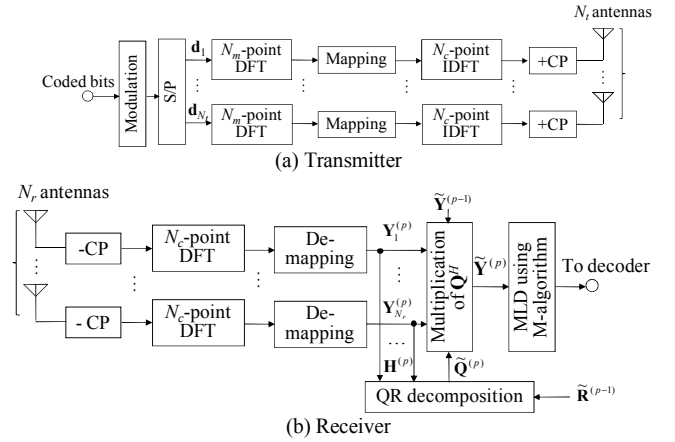 N_t antennas
Coded bits
Modulation
S/P
d_1
N_m-point
DFT
Mapping
N_c-point
IDFT
+CP
⋮
d_{N_t}
N_m-point
DFT
Mapping
N_c-point
IDFT
+CP
(a) Transmitter
N_r antennas
-CP
N_c-point
DFT
De-
mapping
Y_1^{(p)}
Ỹ^{(p-1)}
Multiplication
of Q^H
Ỹ^{(p)}
MLD using
M-algorithm
To decoder
- CP
N_c-point
DFT
De-
mapping
Y_{N_r}^{(p)}
...
H^{(p)}
Q̃^{(p)}
QR decomposition
R̃^{(p-1)}
(b) Receiver